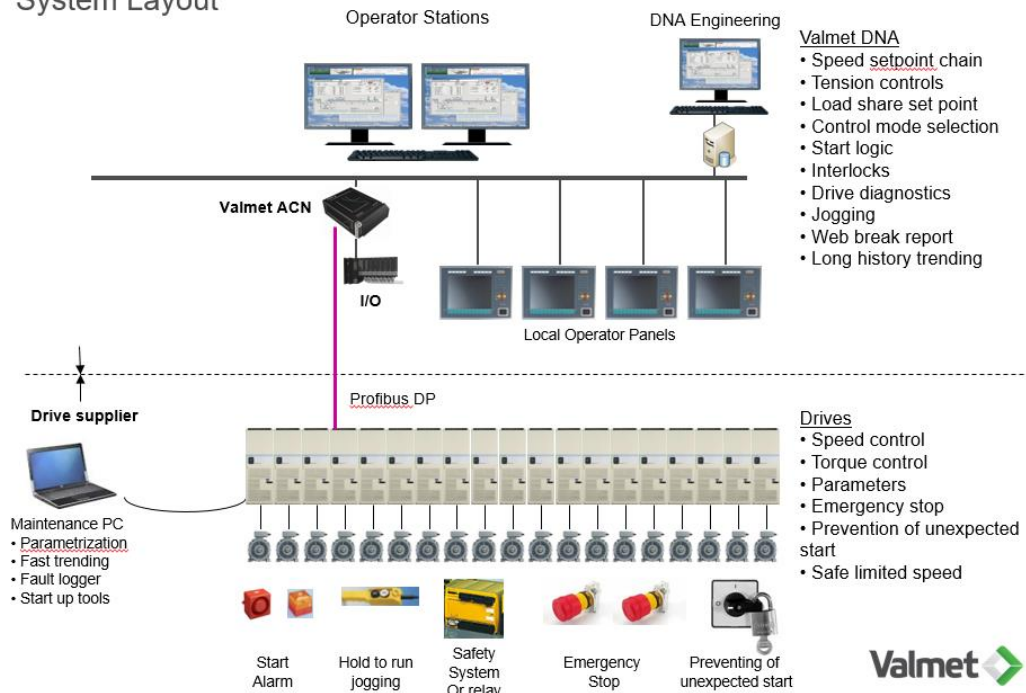 System Layout
Operator Stations
DNA Engineering
Valmet DNA
• Speed setpoint chain
• Tension controls
• Load share set point
• Control mode selection
• Start logic
• Interlocks
• Drive diagnostics
• Jogging
• Web break report
• Long history trending
Valmet ACN
I/O
Local Operator Panels
Profibus DP
Drive supplier
Maintenance PC
• Parametrization
• Fast trending
• Fault logger
• Start up tools
Drives
• Speed control
• Torque control
• Parameters
• Emergency stop
• Prevention of unexpected
start
• Safe limited speed
Start
Alarm
Hold to run
jogging
Safety
System
Or relay
Emergency
Stop
Preventing of
unexpected start
Valmet